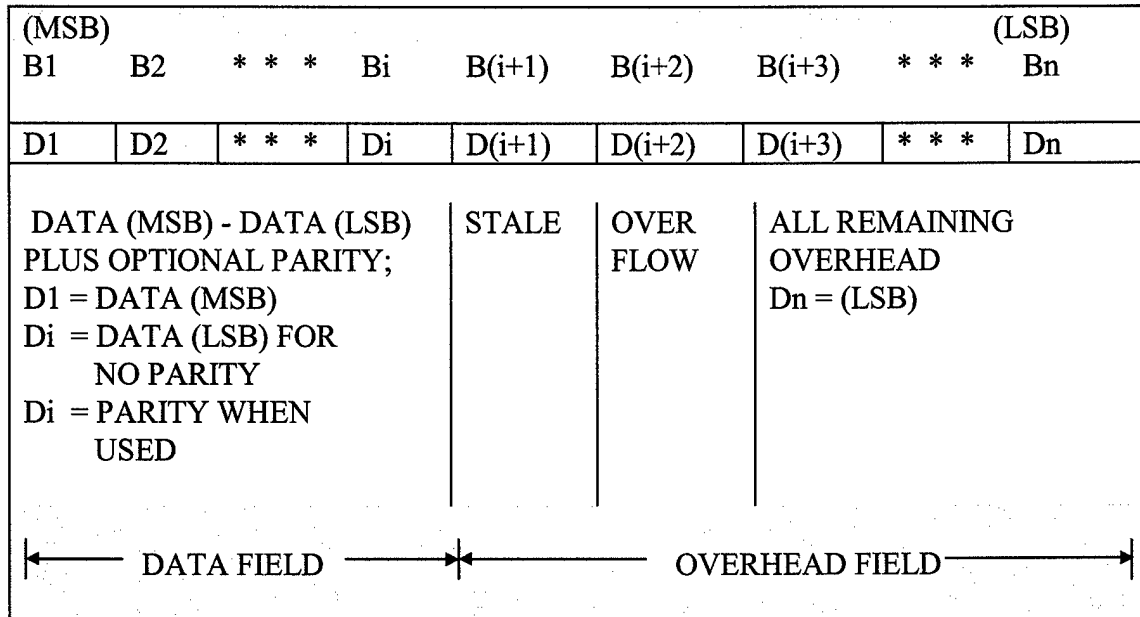 (MSB) (LSB)
B1 B2 * * * Bi B(i+1) B(i+2) B(i+3) * * * Bn
D1 D2 * * * Di D(i+1) D(i+2) D(i+3) * * * Dn
DATA (MSB) - DATA (LSB) STALE OVER ALL REMAINING
PLUS OPTIONAL PARITY; FLOW OVERHEAD
D1 = DATA (MSB) Dn = (LSB)
Di = DATA (LSB) FOR
NO PARITY
Di = PARITY WHEN
USED
DATA FIELD OVERHEAD FIELD